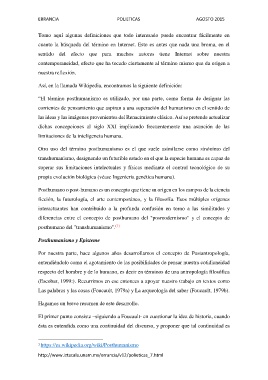 ERRANCIA POLIETICAS AGOSTO 2015
Tomo aquí algunas definiciones que todo interesado puede encontrar fácilmente en
cuanto la búsqueda del término en Internet. Esto es antes que nada una broma, en el
sentido del efecto que para muchos autores tiene Internet sobre nuestra
contemporaneidad, efecto que ha tocado ciertamente al término mismo que da origen a
nuestra reflexión.
Así, en la llamada Wikipedia, encontramos la siguiente definición:
"El término posthumanismo es utilizado, por una parte, como forma de designar las
corrientes de pensamiento que aspiran a una superación del humanismo en el sentido de
las ideas y las imágenes provenientes del Renacimiento clásico. Así se pretende actualizar
dichas concepciones al siglo XXI implicando frecuentemente una asunción de las
limitaciones de la inteligencia humana.
Otro uso del término posthumanismo es el que suele asimilarse como sinónimo del
transhumanismo, designando un futurible estado en el que la especie humana es capaz de
superar sus limitaciones intelectuales y físicas mediante el control tecnológico de su
propia evolución biológica (véase Ingeniería genética humana).
Posthumano o post-humano es un concepto que tiene origen en los campos de la ciencia
ficción, la futurología, el arte contemporáneo, y la filosofía. Estos múltiples orígenes
interactuantes han contribuido a la profunda confusión en torno a las similitudes y
diferencias entre el concepto de posthumano del "posmodernismo" y el concepto de
posthumano del "transhumanismo".
Posthumanismo y Episteme
Por nuestra parte, hace algunos años desarrollamos el concepto de Posantropología,
entendiéndolo como el agotamiento de las posibilidades de pensar nuestra cotidianidad
respecto del hombre y de lo humano, es decir en términos de una antropología filosófica
(Escobar, 1999). Recurrimos en ese entonces a apoyar nuestro trabajo en textos como
Las palabras y las cosas (Foucault, 1979a) y La arqueología del saber (Foucault, 1979b).
Hagamos un breve resumen de este desarrollo.
El primer punto consiste –siguiendo a Foucault- en cuestionar la idea de historia, cuando
ésta es entendida como una continuidad del discurso, y proponer que tal continuidad es
https://es.wikipedia.org/wiki/Posthumanismo
http://www.iztacala.unam.mx/errancia/v12/polieticas_7.html